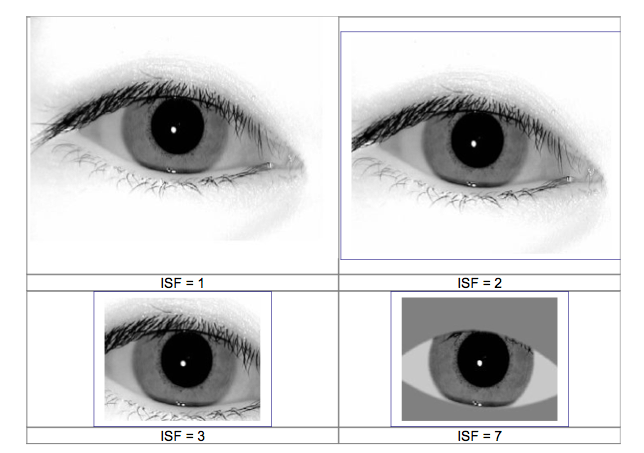 ISF = 1
ISF = 2
ISF = 3
ISF = 7